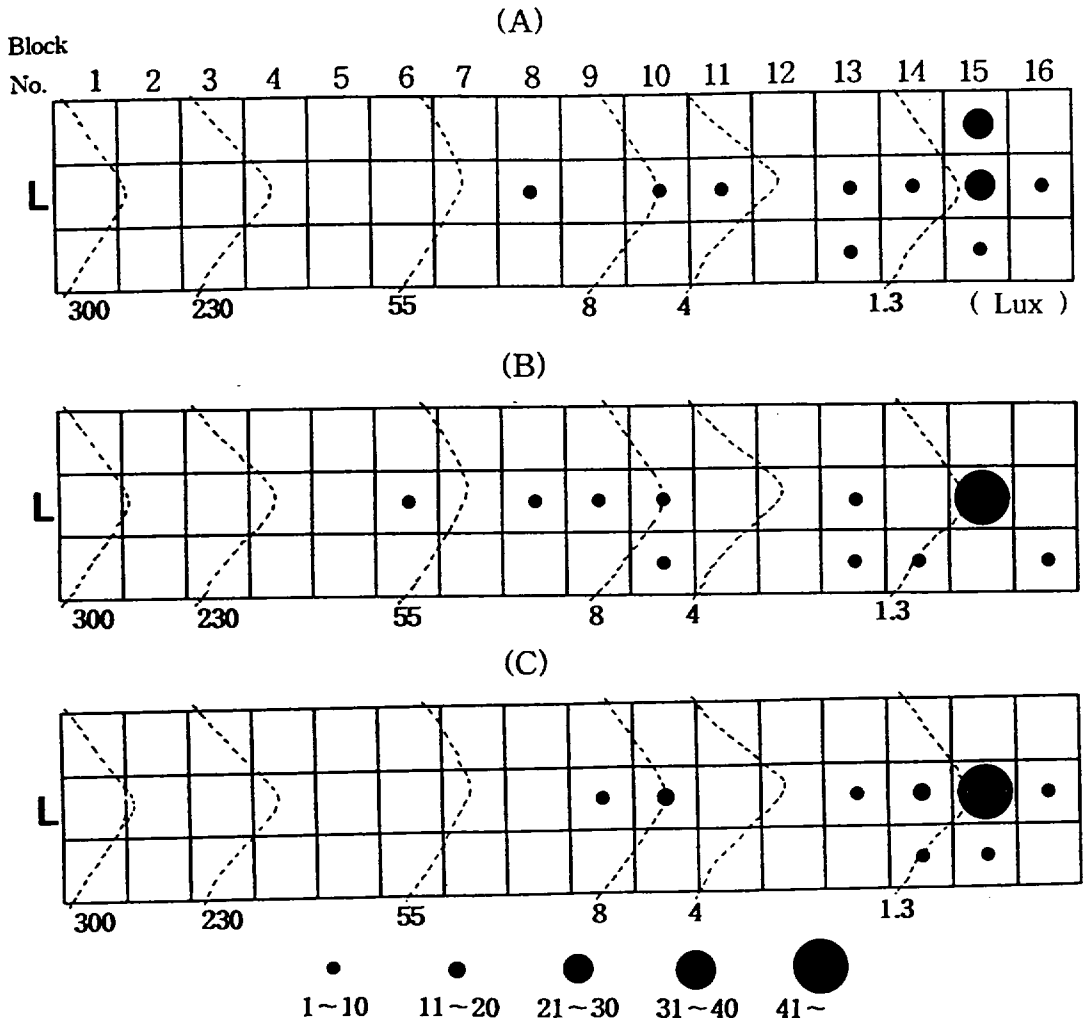 (A)
Block
No. 1 2 3 4 5 6 7 8 9 10 11 12 13 14 15 16
L
300 230 55 8 4 1.3 ( Lux )
(B)
L
300 230 55 8 4 1.3
(C)
L
300 230 55 8 4 1.3
1~10 11~20 21~30 31~40 41~